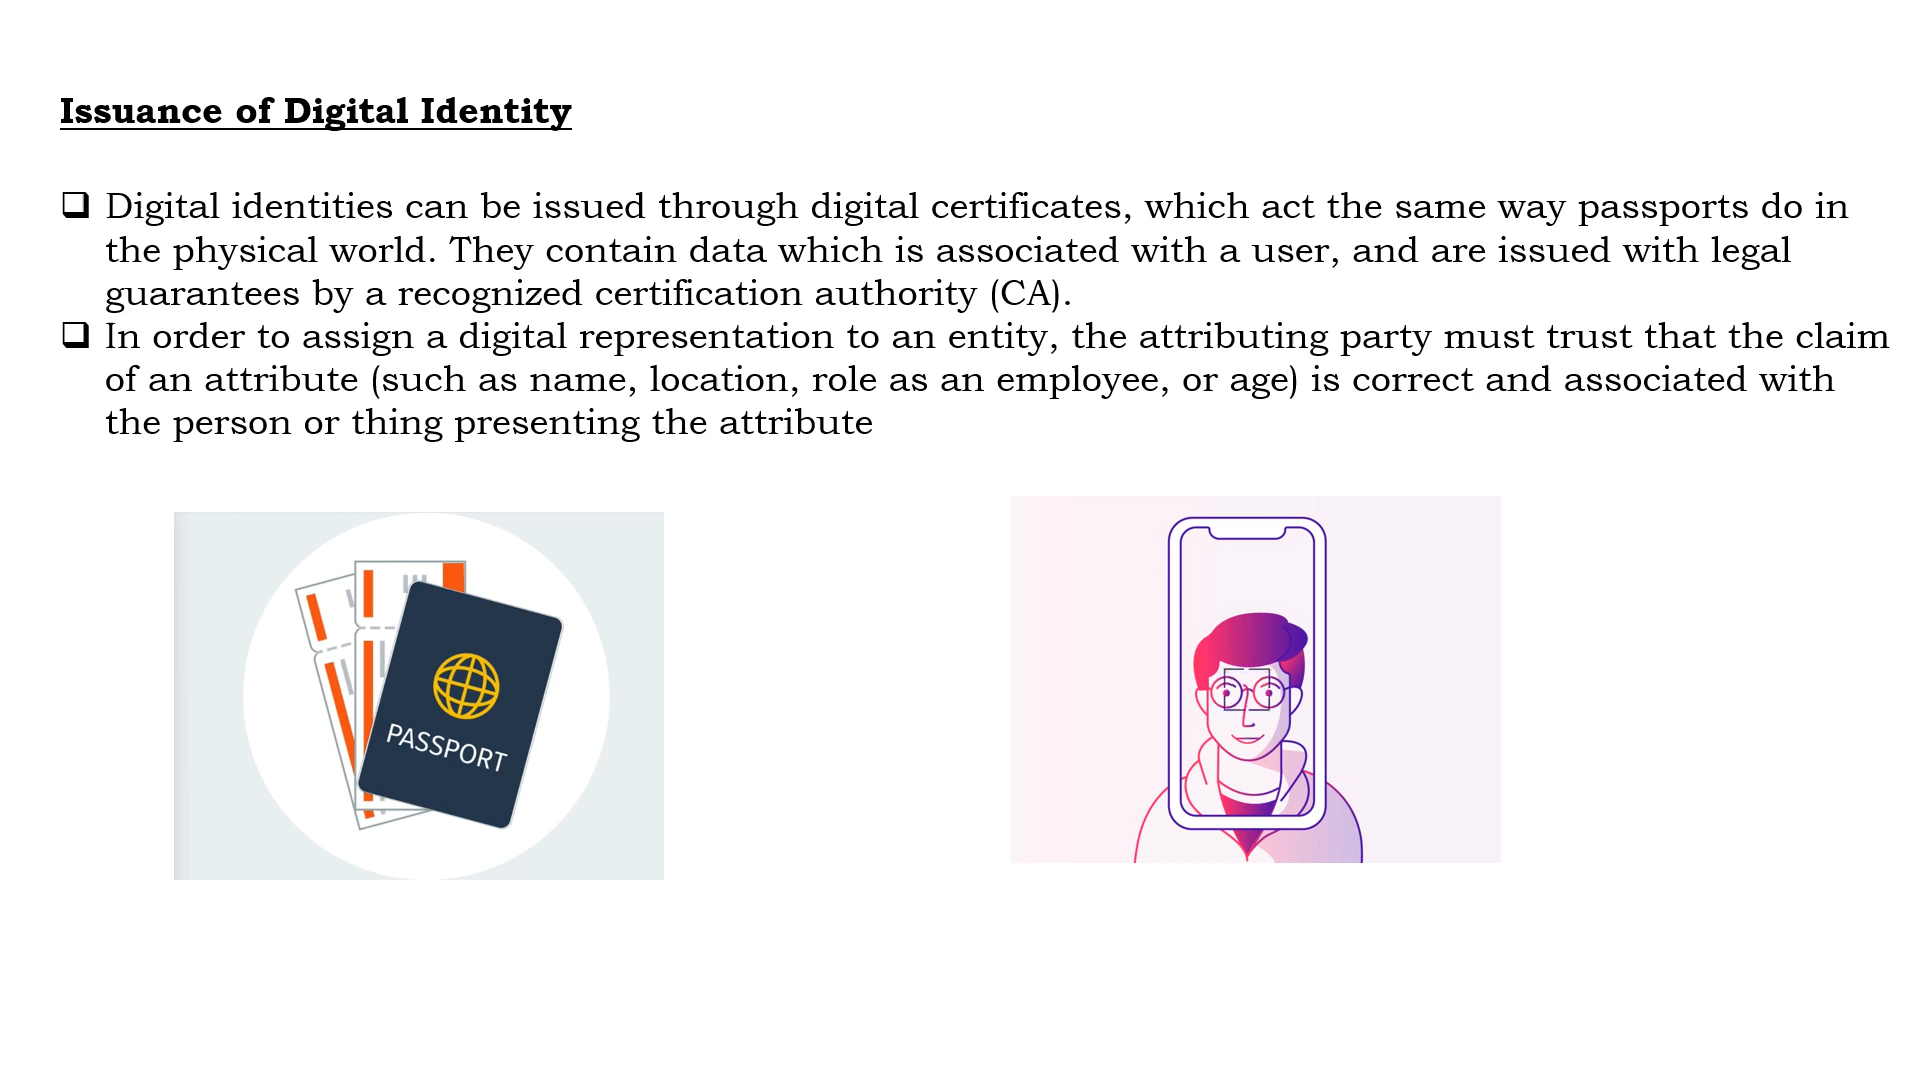 Issuance of Digital Identity
Digital identities can be issued through digital certificates, which act the same way passports do in
the physical world. They contain data which is associated with a user, and are issued with legal
guarantees by a recognized certification authority (CA).
In order to assign a digital representation to an entity, the attributing party must trust that the claim
of an attribute (such as name, location, role as an employee, or age) is correct and associated with
the person or thing presenting the attribute
PASSPORT